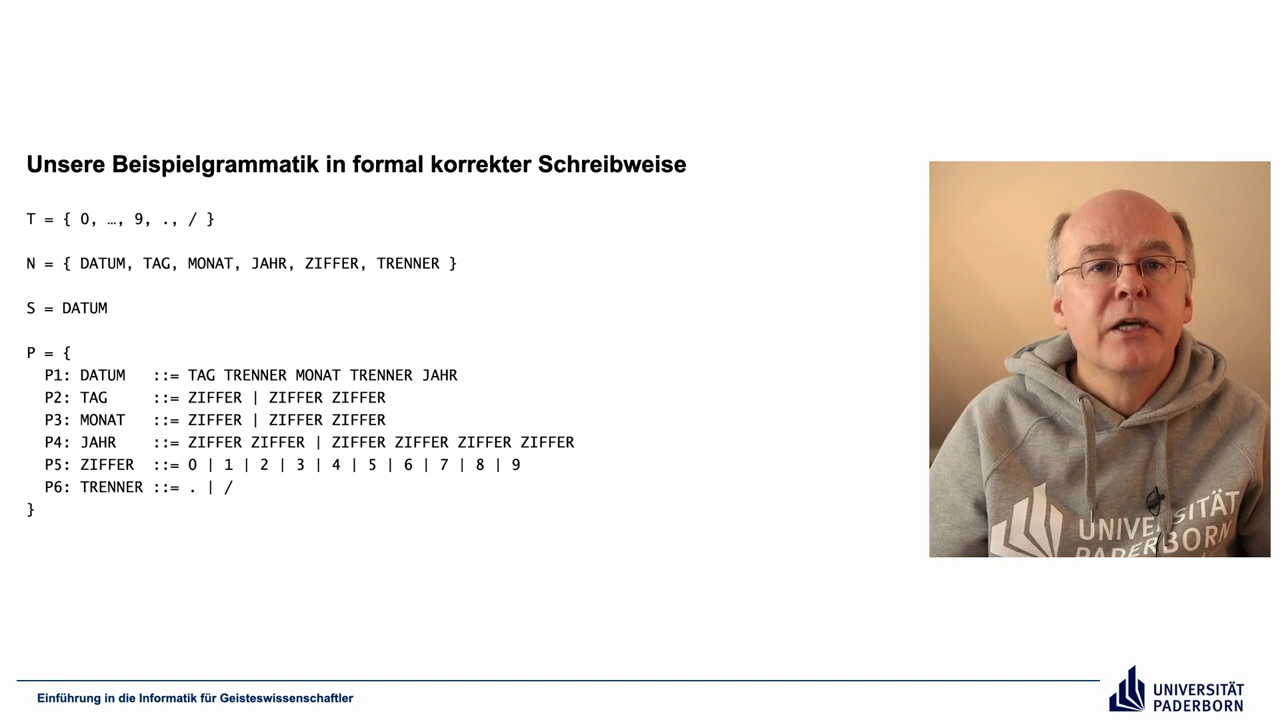 Unsere Beispielgrammatik in formal korrekter Schreibweise
T = { 0, …, 9, ., / }
N = { DATUM, TAG, MONAT, JAHR, ZIFFER, TRENNER }
S = DATUM
P = {
P1: DATUM ::= TAG TRENNER MONAT TRENNER JAHR
P2: TAG ::= ZIFFER | ZIFFER ZIFFER
P3: MONAT ::= ZIFFER | ZIFFER ZIFFER
P4: JAHR ::= ZIFFER ZIFFER | ZIFFER ZIFFER ZIFFER ZIFFER
P5: ZIFFER ::= 0 | 1 | 2 | 3 | 4 | 5 | 6 | 7 | 8 | 9
P6: TRENNER ::= . | /
}
UNIVERSITÄT
PADERBORN
Einführung in die Informatik für Geisteswissenschaftler
UNIVERSITÄT
PADERBORN